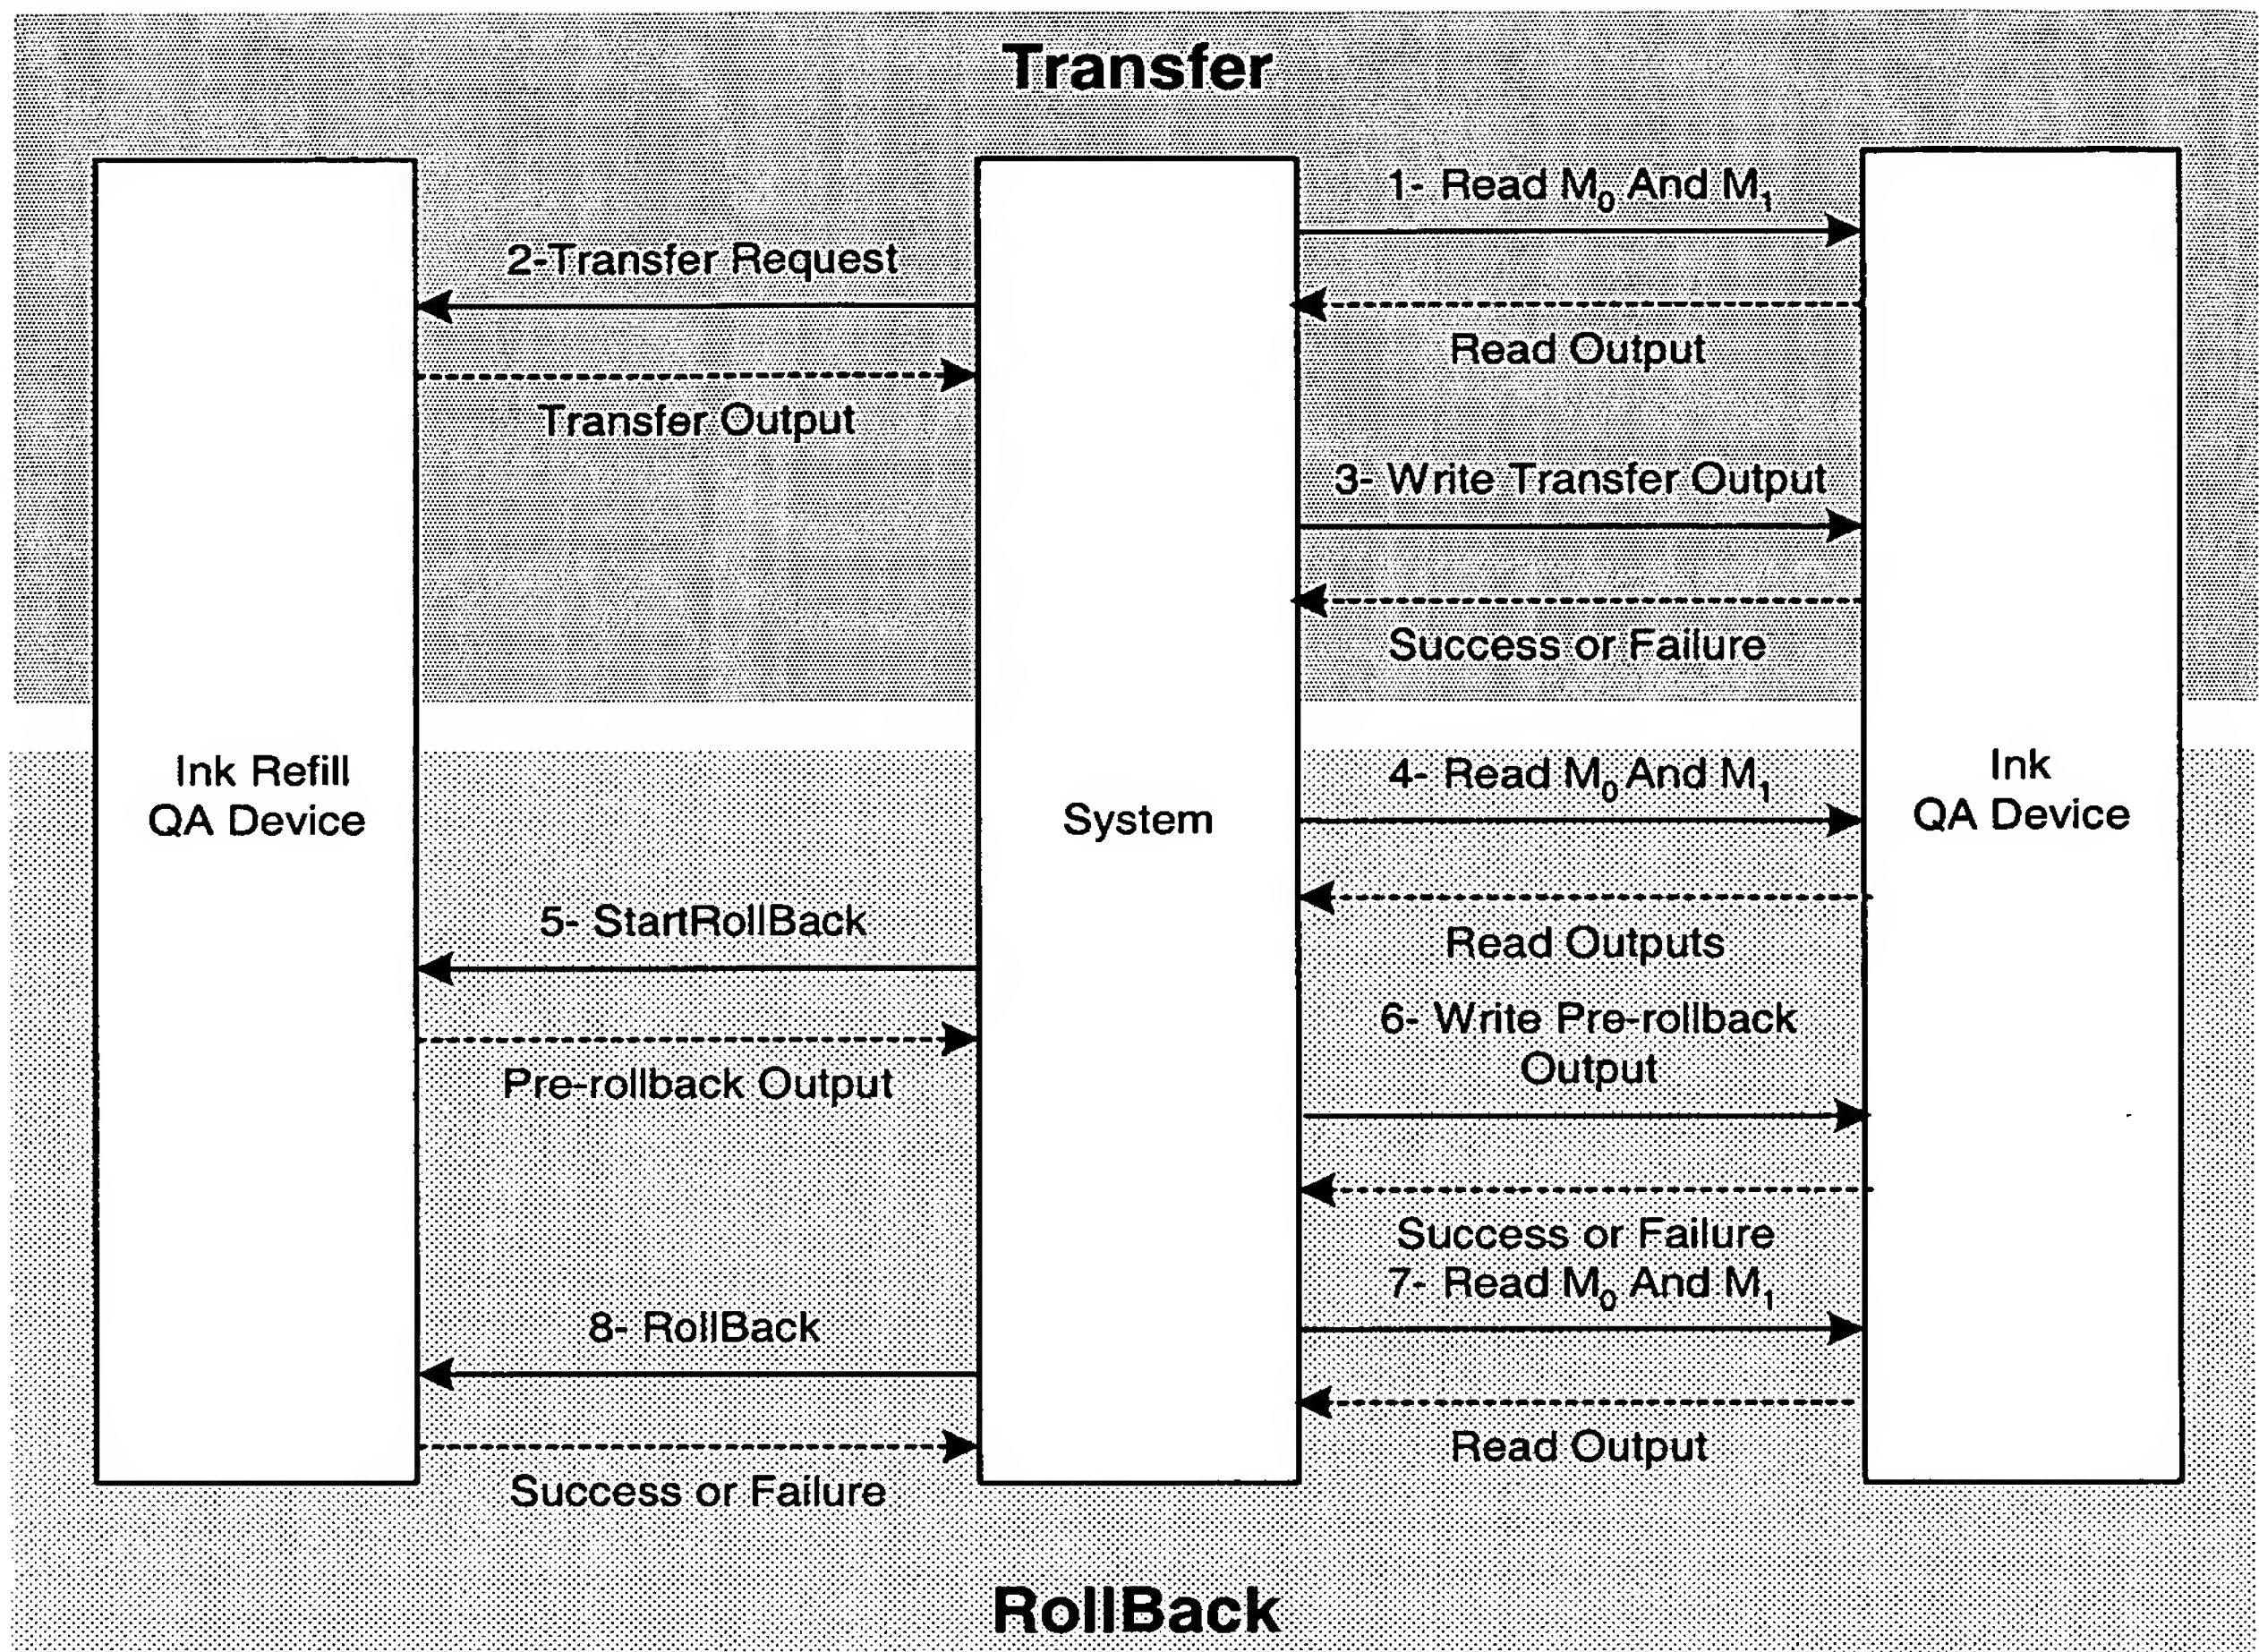 Transfer
1- Read M₀ And M₁
2-Transfer Request
Read Output
Transfer Output
3- Write Transfer Output
Success or Failure
Ink Refill
QA Device
System
Ink
QA Device
4- Read M₀ And M₁
5- StartRollBack
Read Outputs
6- Write Pre-rollback
Output
Pre-rollback Output
Success or Failure
7- Read M₀ And M₁
8- RollBack
Read Output
Success or Failure
RollBack